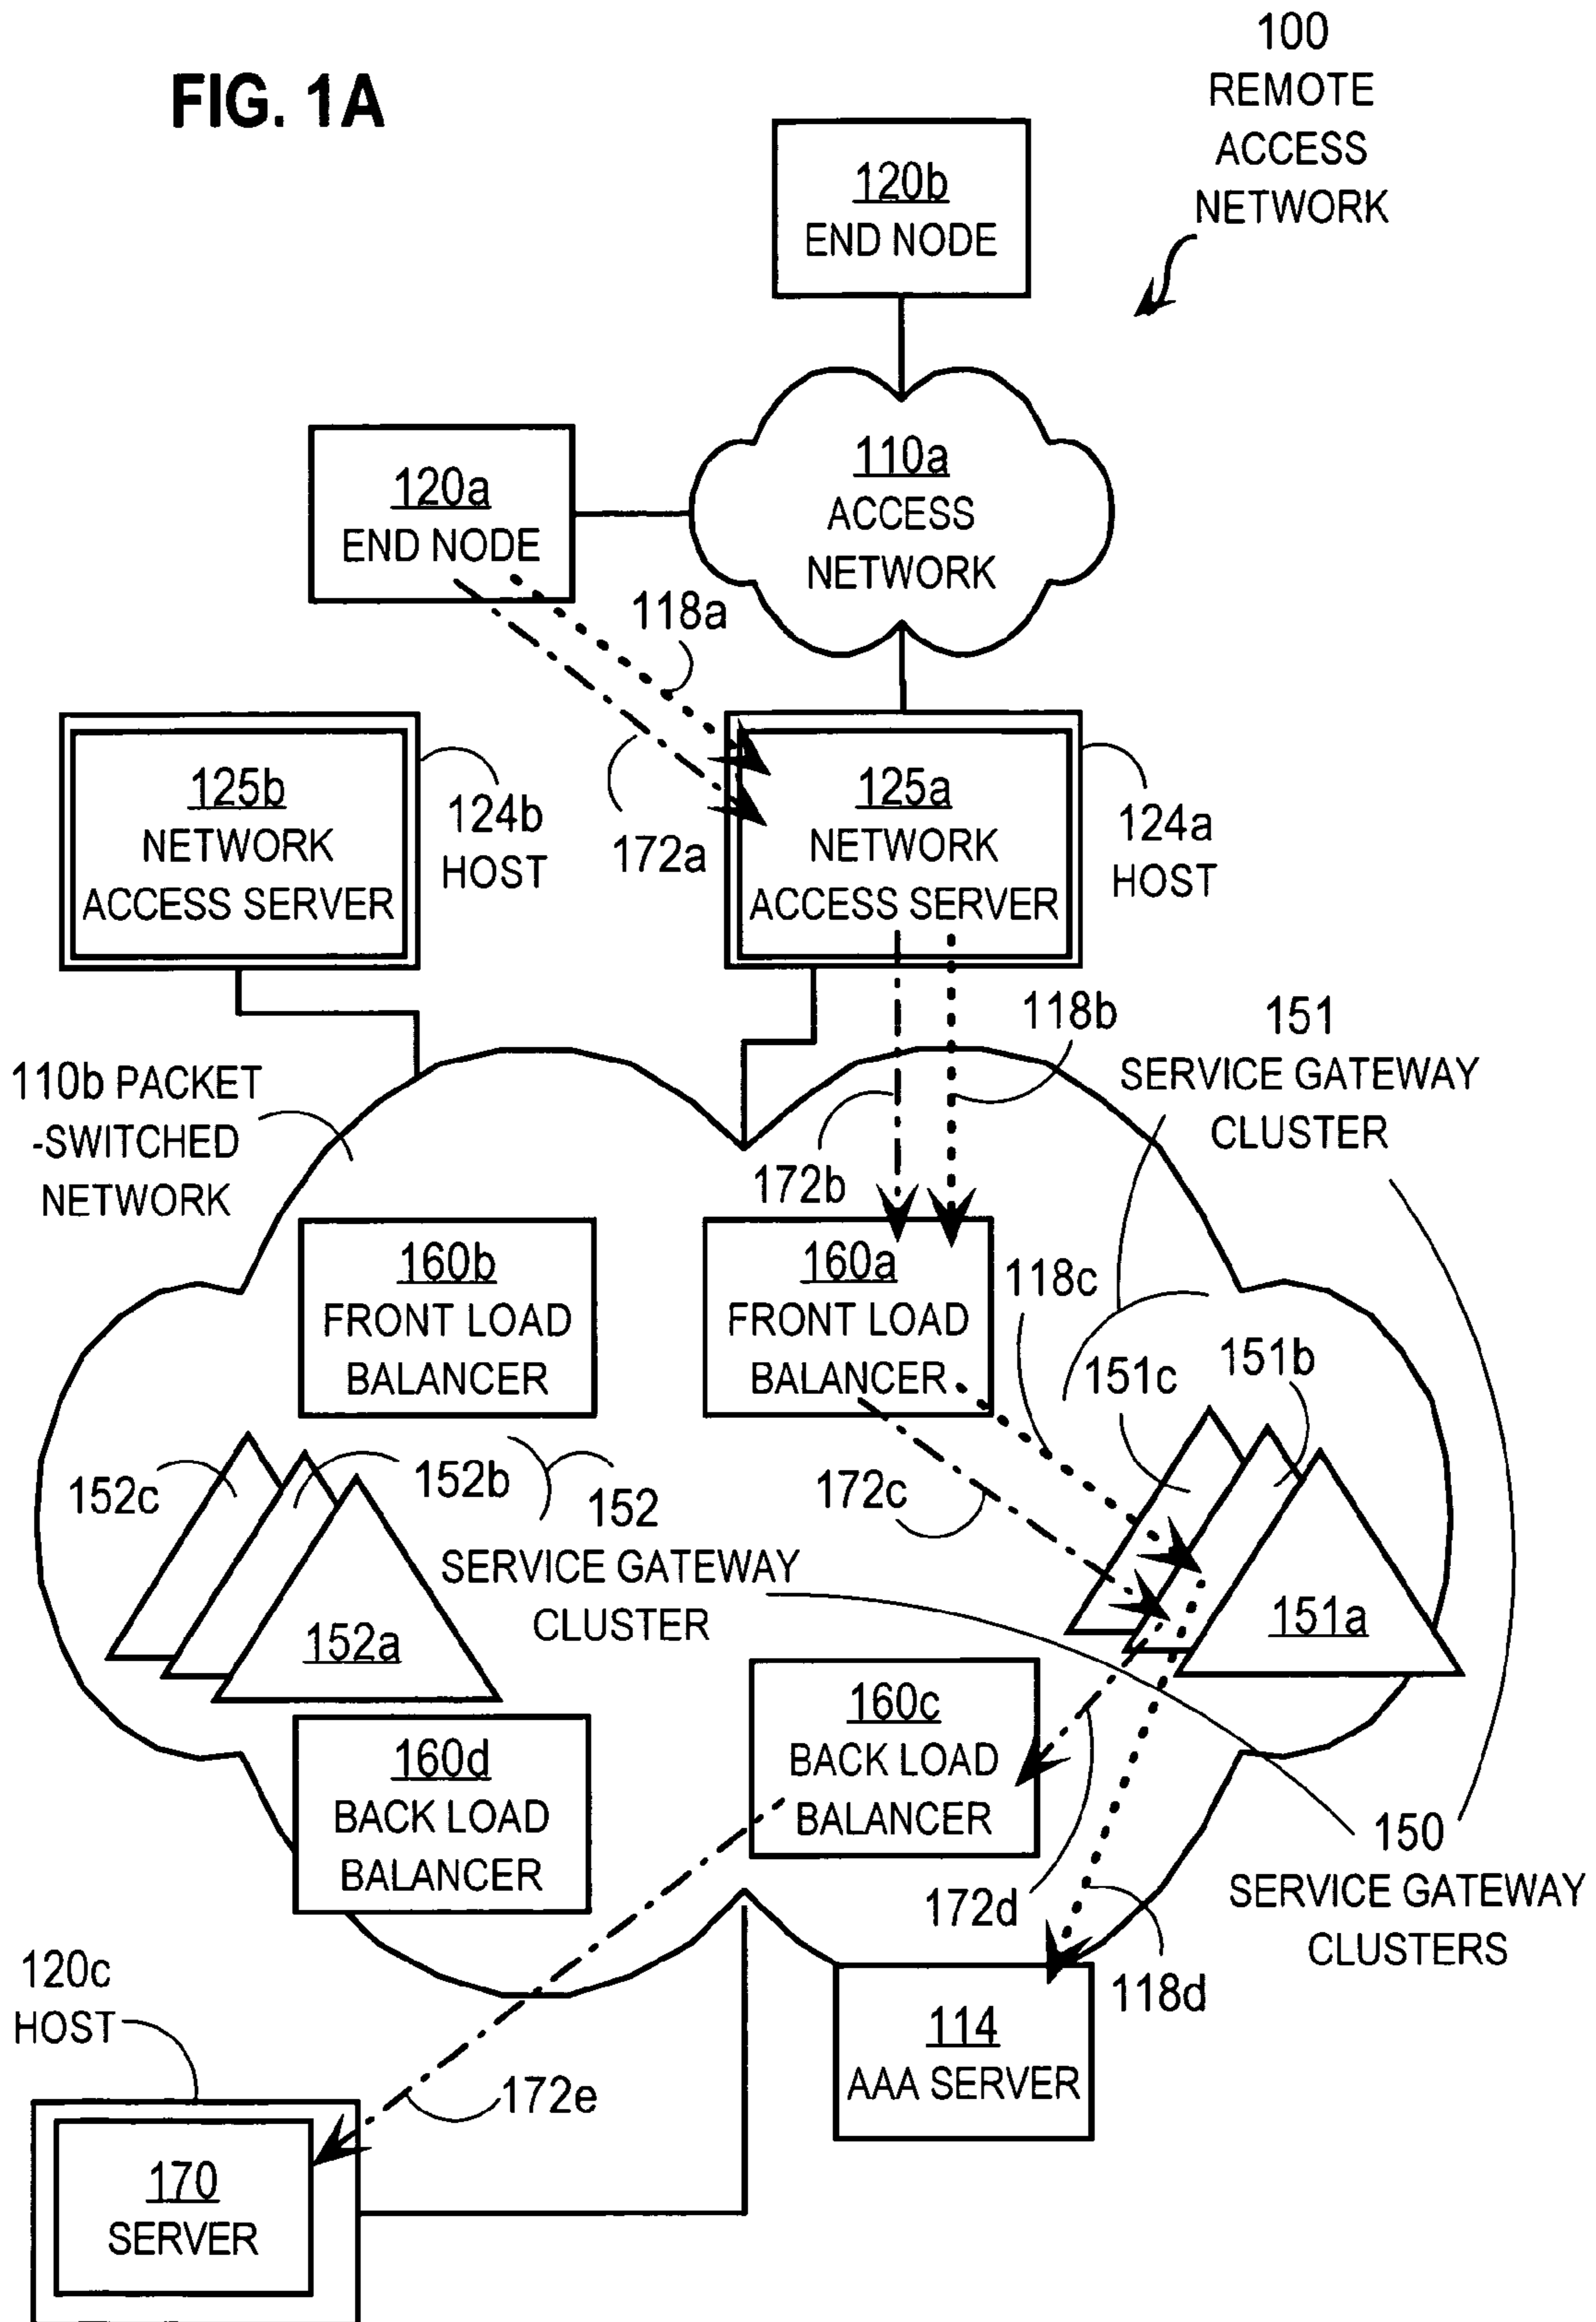 FIG. 1A
100
REMOTE
ACCESS
NETWORK
120b
END NODE
110a
ACCESS
NETWORK
120a
END NODE
118a
172a
125b
NETWORK
ACCESS SERVER
124b
HOST
125a
NETWORK
ACCESS SERVER
124a
HOST
110b PACKET
-SWITCHED
NETWORK
172b
118b
151
SERVICE GATEWAY
CLUSTER
160b
FRONT LOAD
BALANCER
160a
FRONT LOAD
BALANCER
118c
151c
151b
151a
152c
152b
152a
152
SERVICE GATEWAY
CLUSTER
172c
160d
BACK LOAD
BALANCER
160c
BACK LOAD
BALANCER
172d
118d
150
SERVICE GATEWAY
CLUSTERS
120c
HOST
172e
114
AAA SERVER
170
SERVER